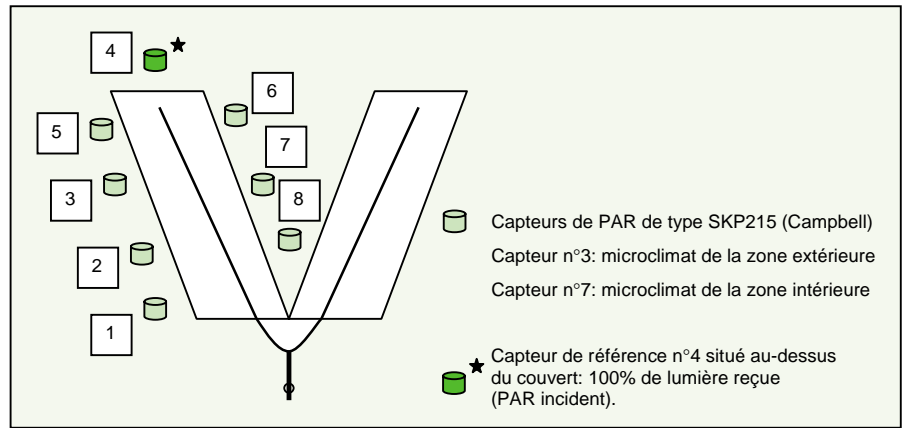 4
6
5
7
3
8
2
1
Capteurs de PAR de type SKP215 (Campbell)
Capteur n°3: microclimat de la zone extérieure
Capteur n°7: microclimat de la zone intérieure
Capteur de référence n°4 situé au-dessus
du couvert: 100% de lumière reçue
(PAR incident).